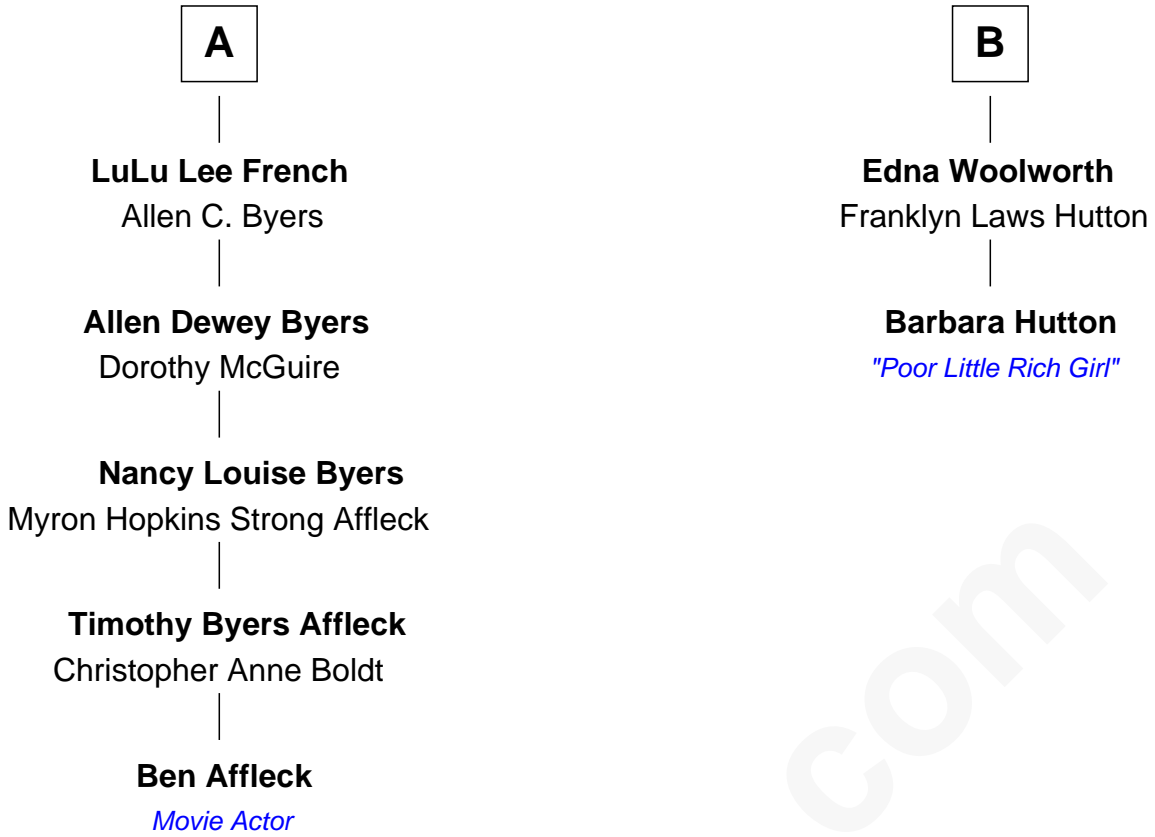 A
LuLu Lee French
Allen C. Byers
Allen Dewey Byers
Dorothy McGuire
Nancy Louise Byers
Myron Hopkins Strong Affleck
Timothy Byers Affleck
Christopher Anne Boldt
Ben Affleck
Movie Actor
B
Edna Woolworth
Franklyn Laws Hutton
Barbara Hutton
"Poor Little Rich Girl"
com